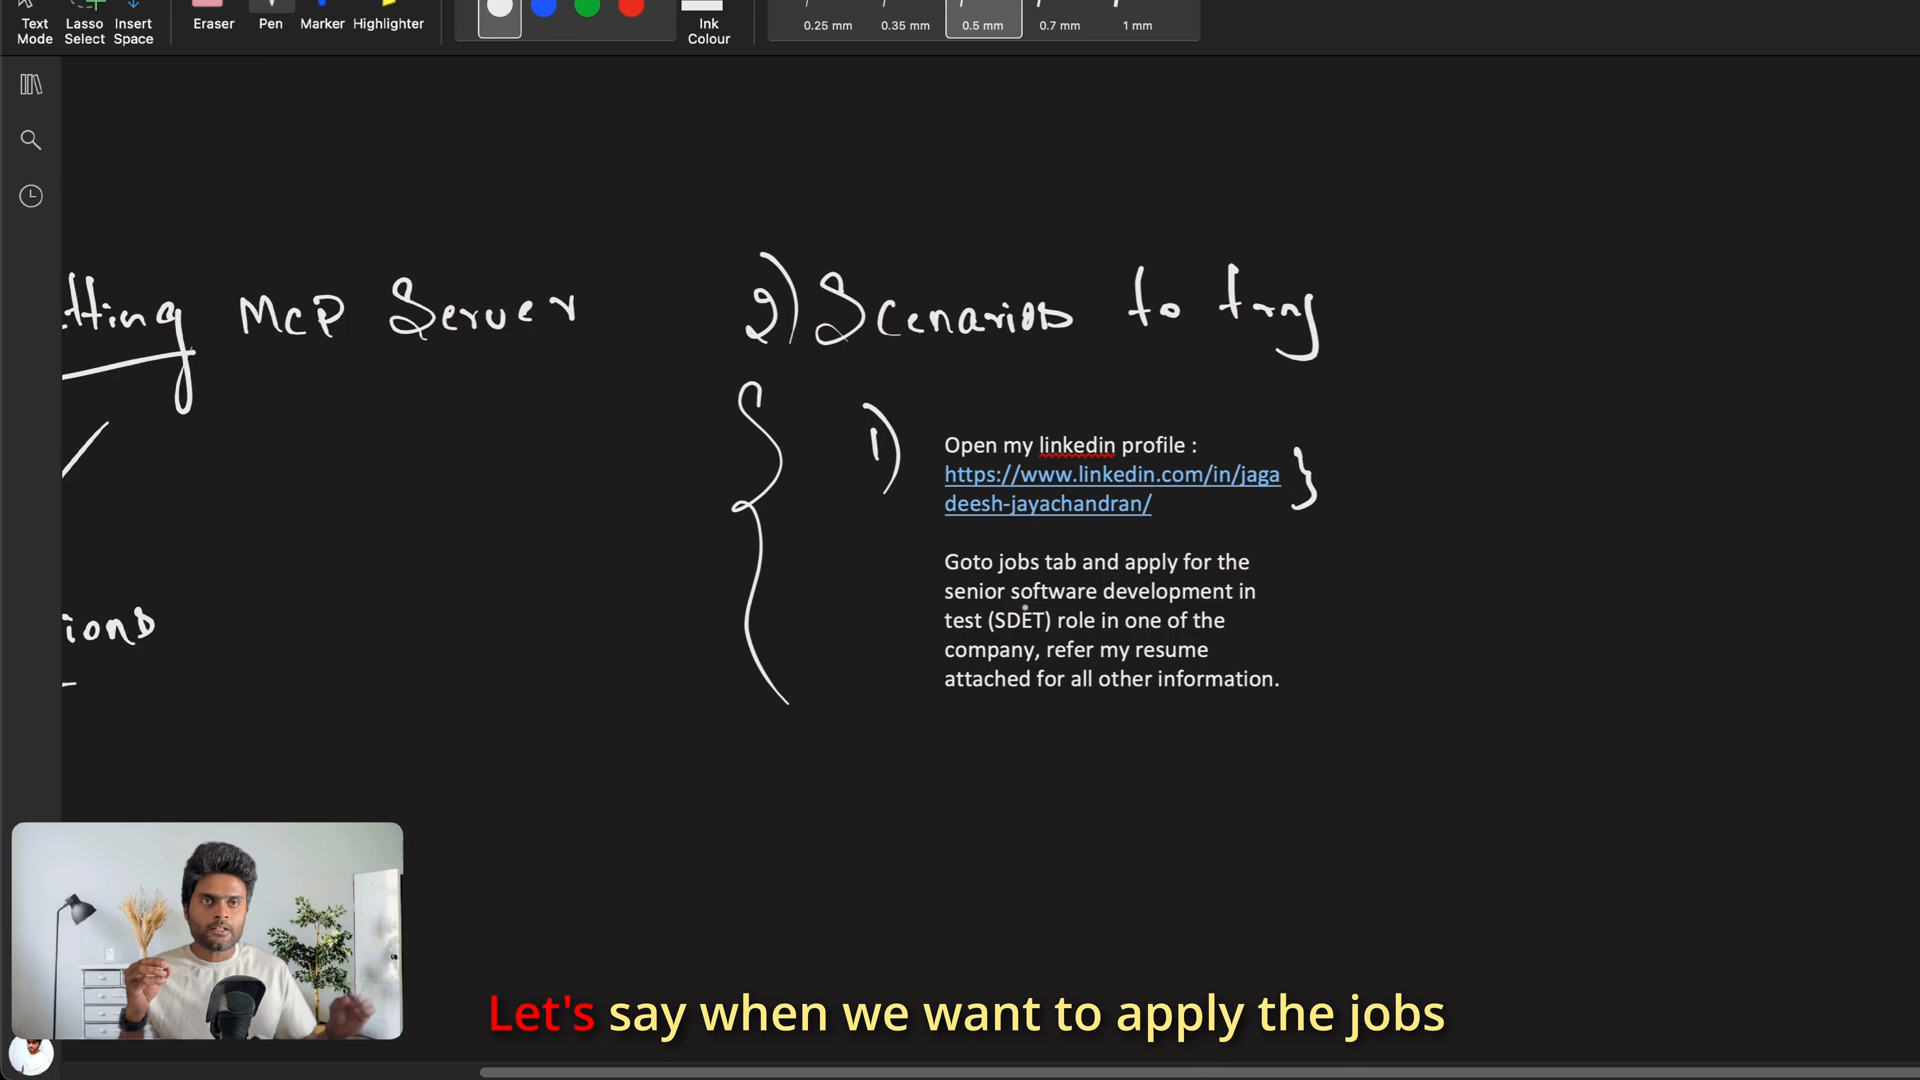 Text
Mode
Lasso
Select
Insert
Space
Eraser
Pen
Marker
Highlighter
Ink
Colour
0.25 mm
0.35 mm
0.5 mm
0.7 mm
1 mm
tting MCP Server
2) Scenarios to
1)
Open my linkedin profile :
https://www.linkedin.com/in/jaga
deesh-jayachandran/
Goto jobs tab and apply for the
senior software development in
test (SDET) role in one of the
company, refer my resume
attached for all other information.
ions
Let's say when we want to apply the jobs